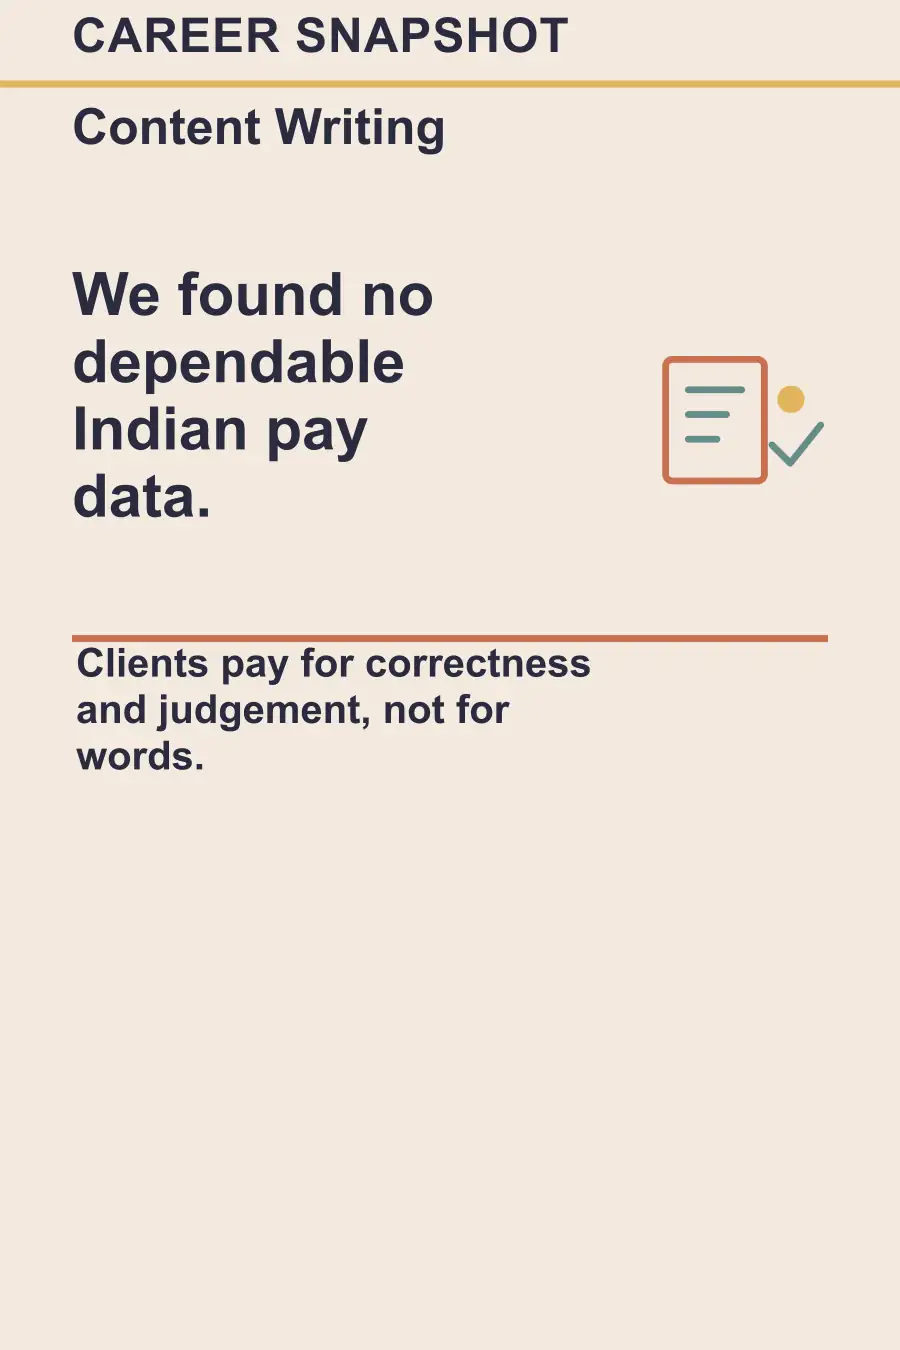 CAREER SNAPSHOT
Content Writing
We found no
dependable
Indian pay
data.
Clients pay for correctness
and judgement, not for
words.